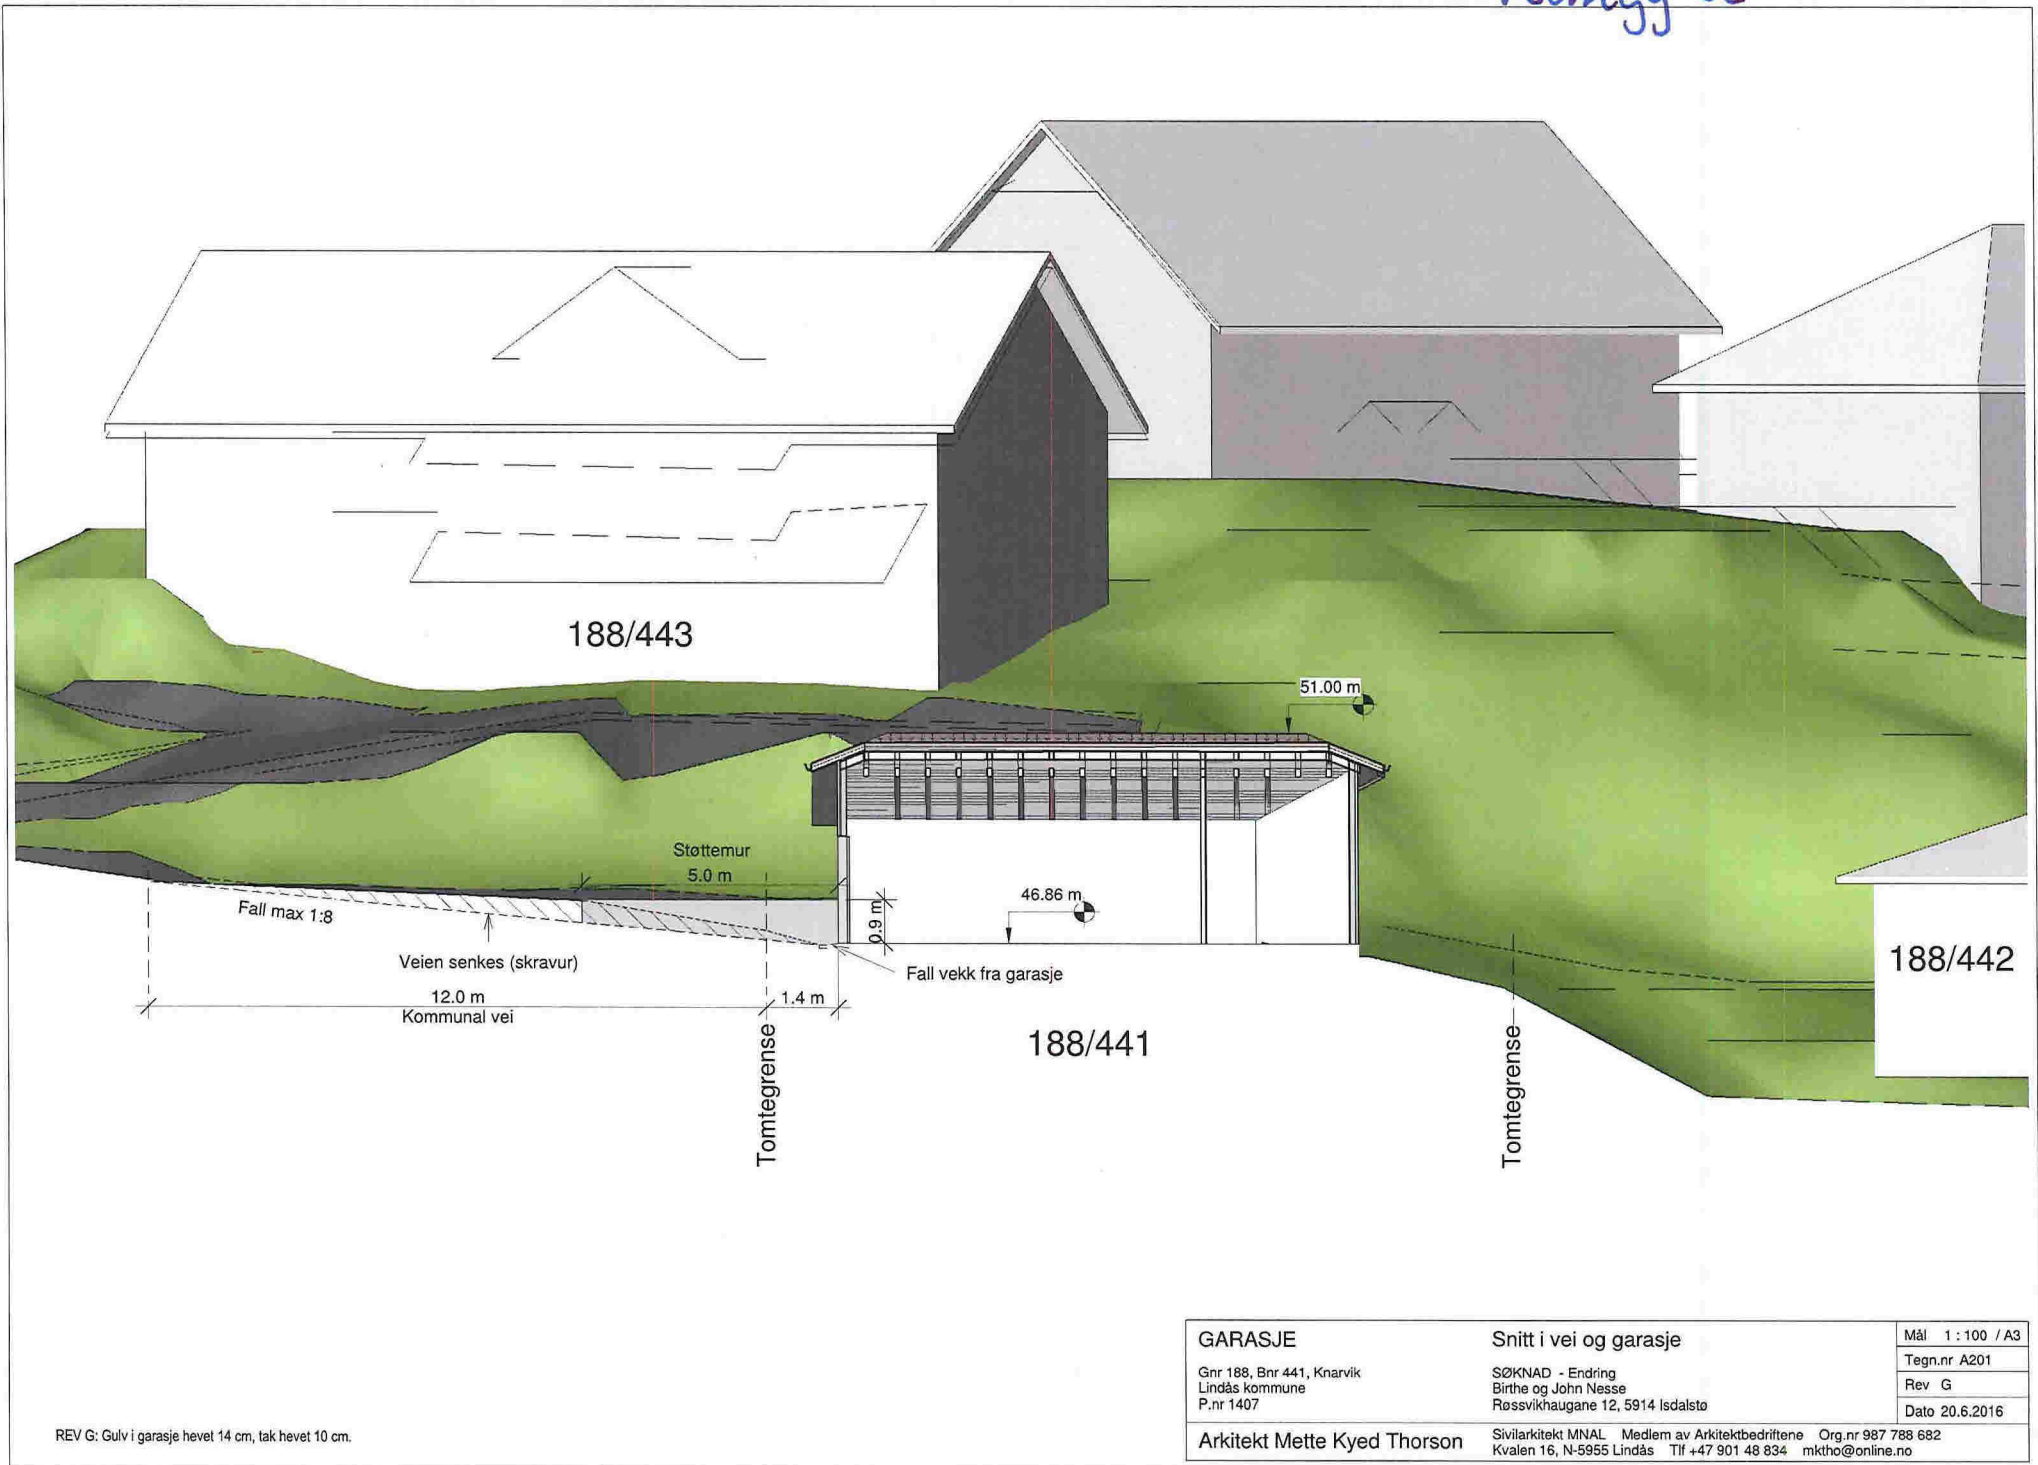 188/443
51.00 m
Støttemur
5.0 m
Fall max 1:8
0.9 m
46.86 m
Veien senkes (skravur)
Fall vekk fra garasje
188/442
12.0 m
1.4 m
Kommunal vei
188/441
Tomtegrense
Tomtegrense
GARASJE
Gnr 188, Bnr 441, Knarvik
Lindås kommune
P.nr 1407
Snitt i vei og garasje
SØKNAD - Endring
Birthe og John Nesse
Røssvikhaugane 12, 5914 Isdalstø
Mål 1 : 100 / A3
Tegn.nr A201
Rev G
Dato 20.6.2016
Arkitekt Mette Kyed Thorson
Sivilarkitekt MNAL Medlem av Arkitektbedriftene Org.nr 987 788 682
Kvalen 16, N-5955 Lindås Tlf +47 901 48 834 mktho@online.no
REV G: Gulv i garasje hevet 14 cm, tak hevet 10 cm.